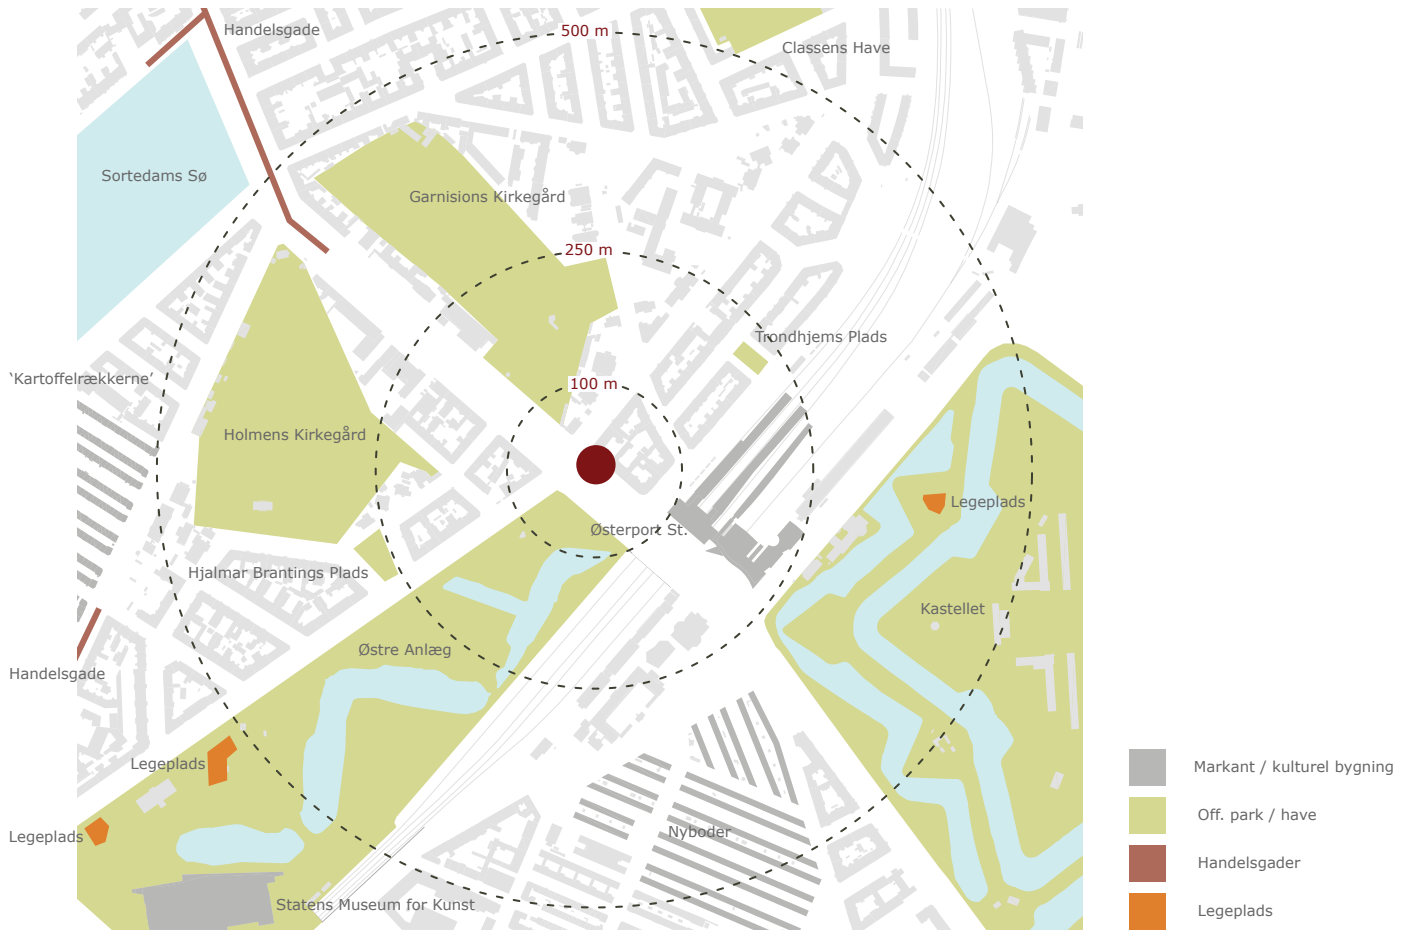 Handelsgade
500 m
Classens Have
Sortedams Sø
Garnisions Kirkegård
250 m
Trondhjems Plads
'Kartoffelrækkerne'
100 m
Holmens Kirkegård
Legeplads
Østerport St.
Hjalmar Brantings Plads
Kastellet
Østre Anlæg
Handelsgade
Legeplads
Legeplads
Nyboder
Statens Museum for Kunst
Markant / kulturel bygning
Off. park / have
Handelsgader
Legeplads